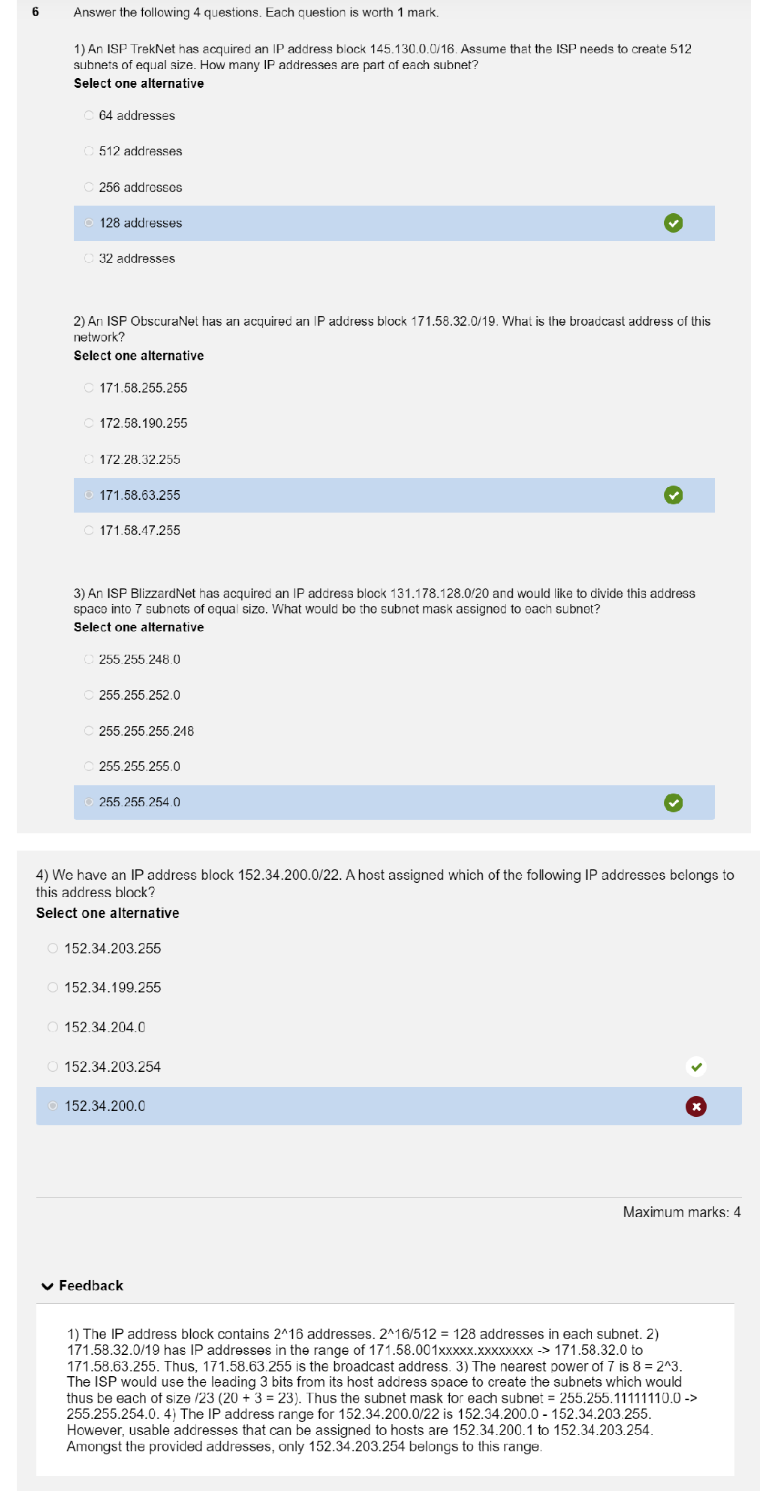 6 Answer the following 4 questions. Each question is worth 1 mark.
1) An ISP TrekNet has acquired an IP address block 145.130.0.0/16. Assume that the ISP needs to create 512
subnets of equal size. How many IP addresses are part of each subnet?
Select one alternative
64 addresses
512 addresses
256 addresses
128 addresses
32 addresses
2) An ISP ObscuraNet has an acquired an IP address block 171.58.32.0/19. What is the broadcast address of this
network?
Select one alternative
171.58.255.255
172.58.190.255
172.28.32.255
171.58.63.255
171.58.47.255
3) An ISP BlizzardNet has acquired an IP address block 131.178.128.0/20 and would like to divide this address
space into 7 subnets of equal size. What would be the subnet mask assigned to each subnet?
Select one alternative
255.255.248.0
255.255.252.0
255.255.255.248
255.255.255.0
255.255.254.0
4) We have an IP address block 152.34.200.0/22. A host assigned which of the following IP addresses belongs to
this address block?
Select one alternative
152.34.203.255
152.34.199.255
152.34.204.0
152.34.203.254
152.34.200.0
Maximum marks: 4
Feedback
1) The IP address block contains 2^16 addresses. 2^16/512 = 128 addresses in each subnet. 2)
171.58.32.0/19 has IP addresses in the range of 171.58.001xxxxx.xxxxxxxx -> 171.58.32.0 to
171.58.63.255. Thus, 171.58.63.255 is the broadcast address. 3) The nearest power of 7 is 8 = 2^3.
The ISP would use the leading 3 bits from its host address space to create the subnets which would
thus be each of size /23 (20 + 3 = 23). Thus the subnet mask for each subnet = 255.255.11111110.0 ->
255.255.254.0. 4) The IP address range for 152.34.200.0/22 is 152.34.200.0 - 152.34.203.255.
However, usable addresses that can be assigned to hosts are 152.34.200.1 to 152.34.203.254.
Amongst the provided addresses, only 152.34.203.254 belongs to this range.